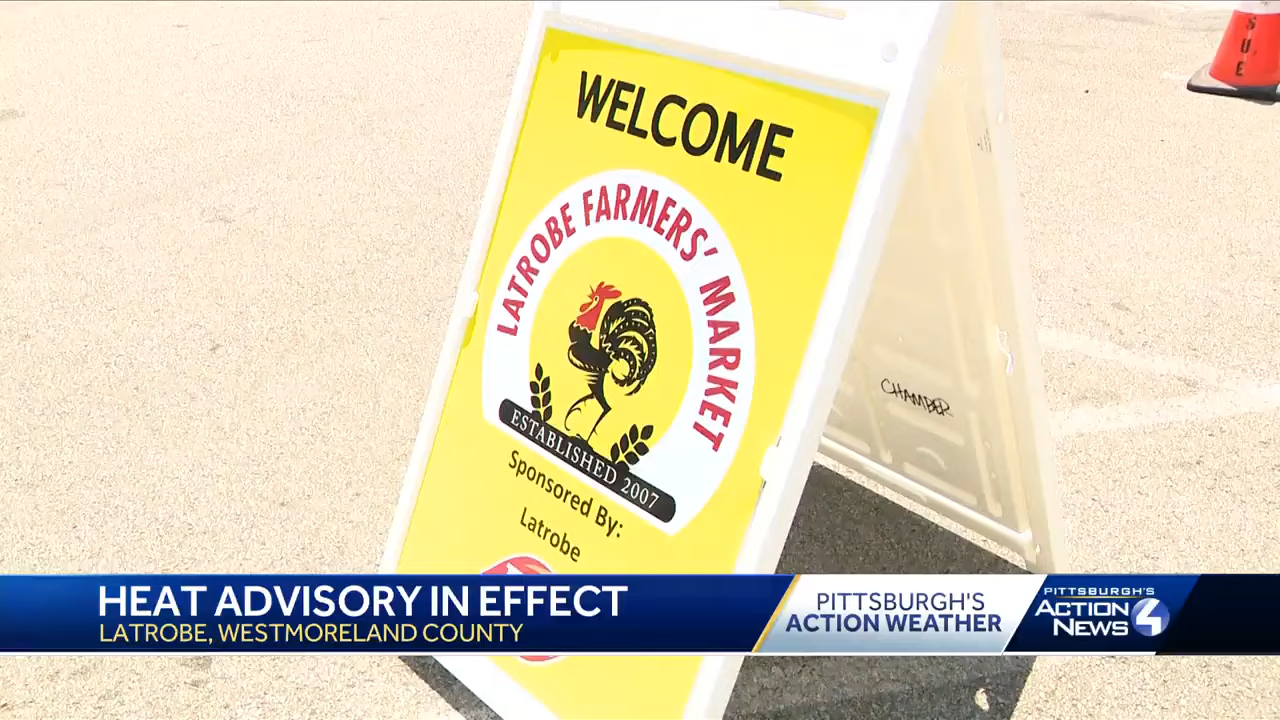 WELCOME
LATROBE FARMERS' MARKET
ESTABLISHED 2007
Sponsored By:
Latrobe
CHAMBER
SUE
HEAT ADVISORY IN EFFECT
LATROBE, WESTMORELAND COUNTY
PITTSBURGH'S
ACTION WEATHER
PITTSBURGH'S
ACTION
NEWS 4